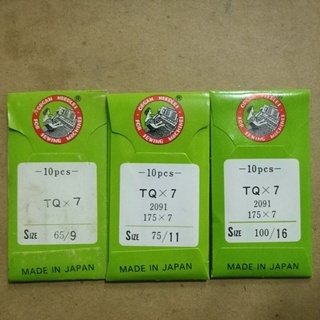 ORGAN NEEDLES
FOR SEWING MACHINES
-10pcs-
TQ×7
SIZE 65/9
MADE IN JAPAN
ORGAN NEEDLES
FOR SEWING MACHINES
-10pcs-
TQ×7
2091
175×7
SIZE 75/11
MADE IN JAPAN
ORGAN NEEDLES
FOR SEWING MACHINES
-10pcs-
TQ×7
2091
175×7
SIZE 100/16
MADE IN JAPAN